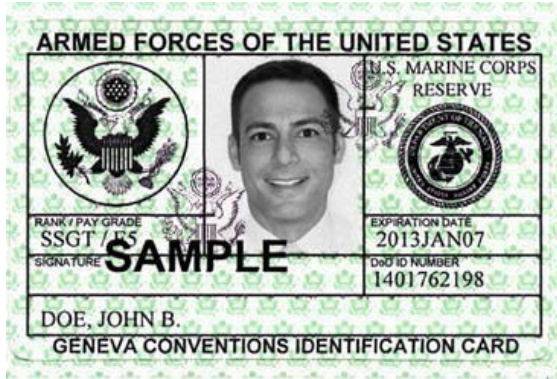 ARMED FORCES OF THE UNITED STATES
U.S. MARINE CORPS
RESERVE
RANK / PAY GRADE
SSGT / E5
EXPIRATION DATE
2013JAN07
SIGNATURE
SAMPLE
DoD ID NUMBER
1401762198
DOE, JOHN B.
GENEVA CONVENTIONS IDENTIFICATION CARD